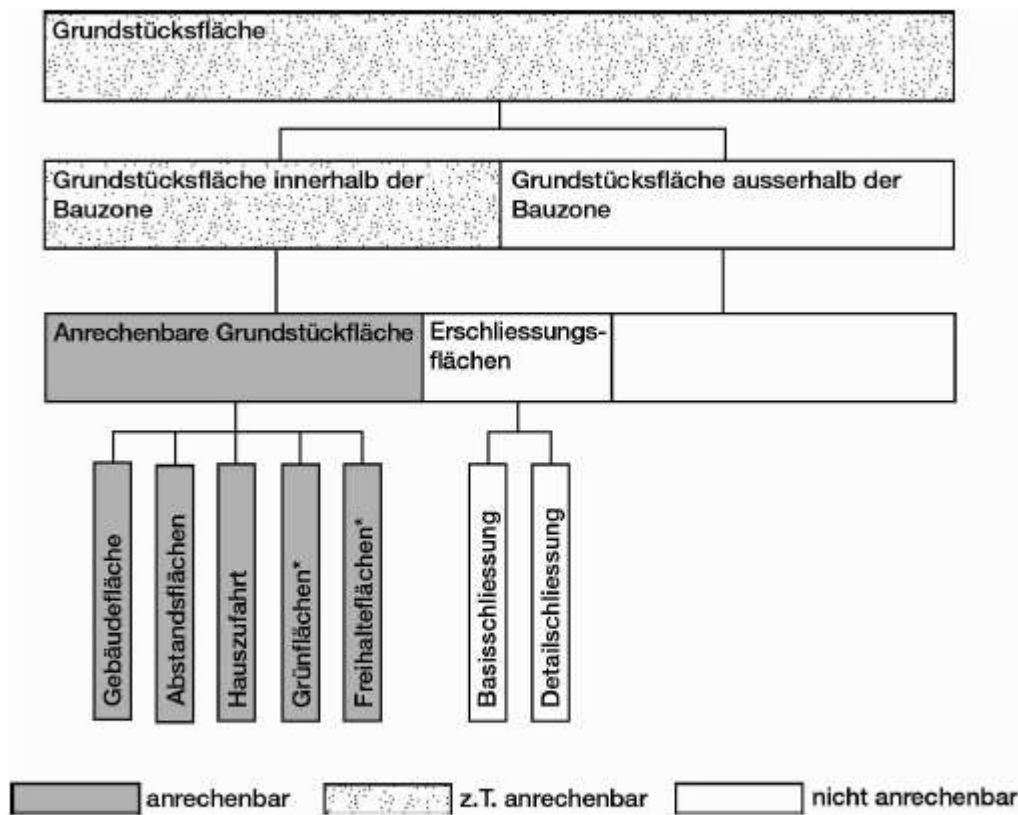 Grundstücksfläche
Grundstücksfläche innerhalb der
Bauzone
Grundstücksfläche ausserhalb der
Bauzone
Anrechenbare Grundstückfläche
Erschliessungs-
flächen
Gebäudefläche
Abstandsflächen
Hauszufahrt
Grünflächen*
Freihalteflächen*
Basisschliessung
Detailschliessung
anrechenbar
z.T. anrechenbar
nicht anrechenbar